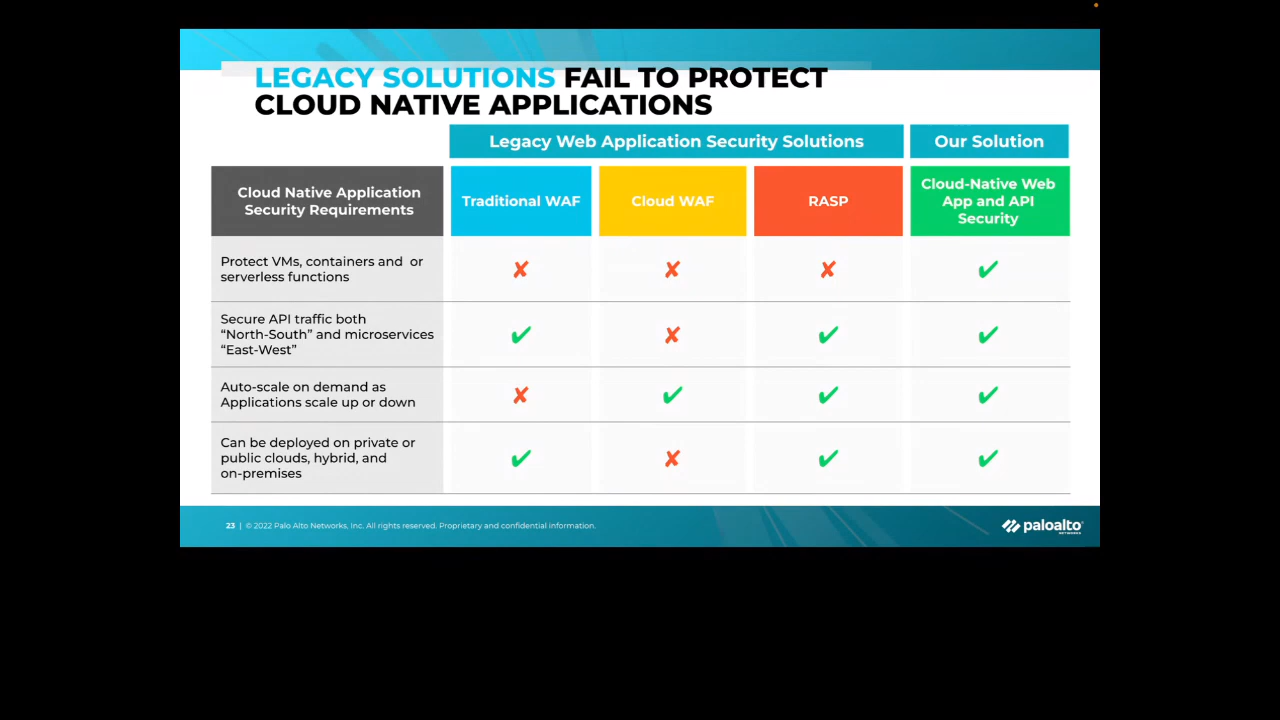 LEGACY SOLUTIONS FAIL TO PROTECT
CLOUD NATIVE APPLICATIONS
Legacy Web Application Security Solutions
Our Solution
Cloud Native Application
Security Requirements
Traditional WAF
Cloud WAF
RASP
Cloud-Native Web
App and API
Security
Protect VMs, containers and or
serverless functions
✘ ✘ ✘ ✔
Secure API traffic both
“North-South” and microservices
“East-West”
✔ ✘ ✔ ✔
Auto-scale on demand as
Applications scale up or down
✘ ✔ ✔ ✔
Can be deployed on private or
public clouds, hybrid, and
on-premises
✔ ✘ ✔ ✔
23 | © 2022 Palo Alto Networks, Inc. All rights reserved. Proprietary and confidential information.
paloalto
NETWORKS